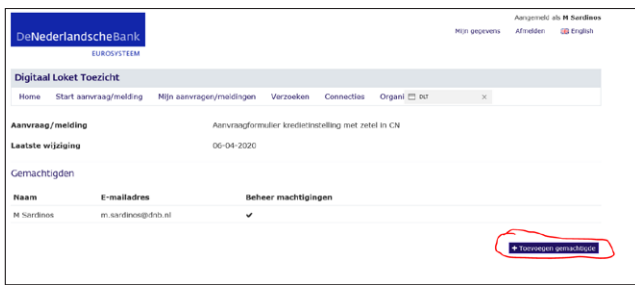 Aangemeld als M Sardinos
Mijn gegevens Afmelden English
DeNederlandscheBank
EUROSYSTEEM
Digitaal Loket Toezicht
Home Start aanvraag/melding Mijn aanvragen/meldingen Verzoeken Connecties Organi DLT ×
Aanvraag/melding Aanvraagformulier kredietinstelling met zetel in CN
Laatste wijziging 06-04-2020
Gemachtigden
Naam E-mailadres Beheer machtigingen
M Sardinos m.sardinos@dnb.nl ✔
+ Toevoegen gemachtigde